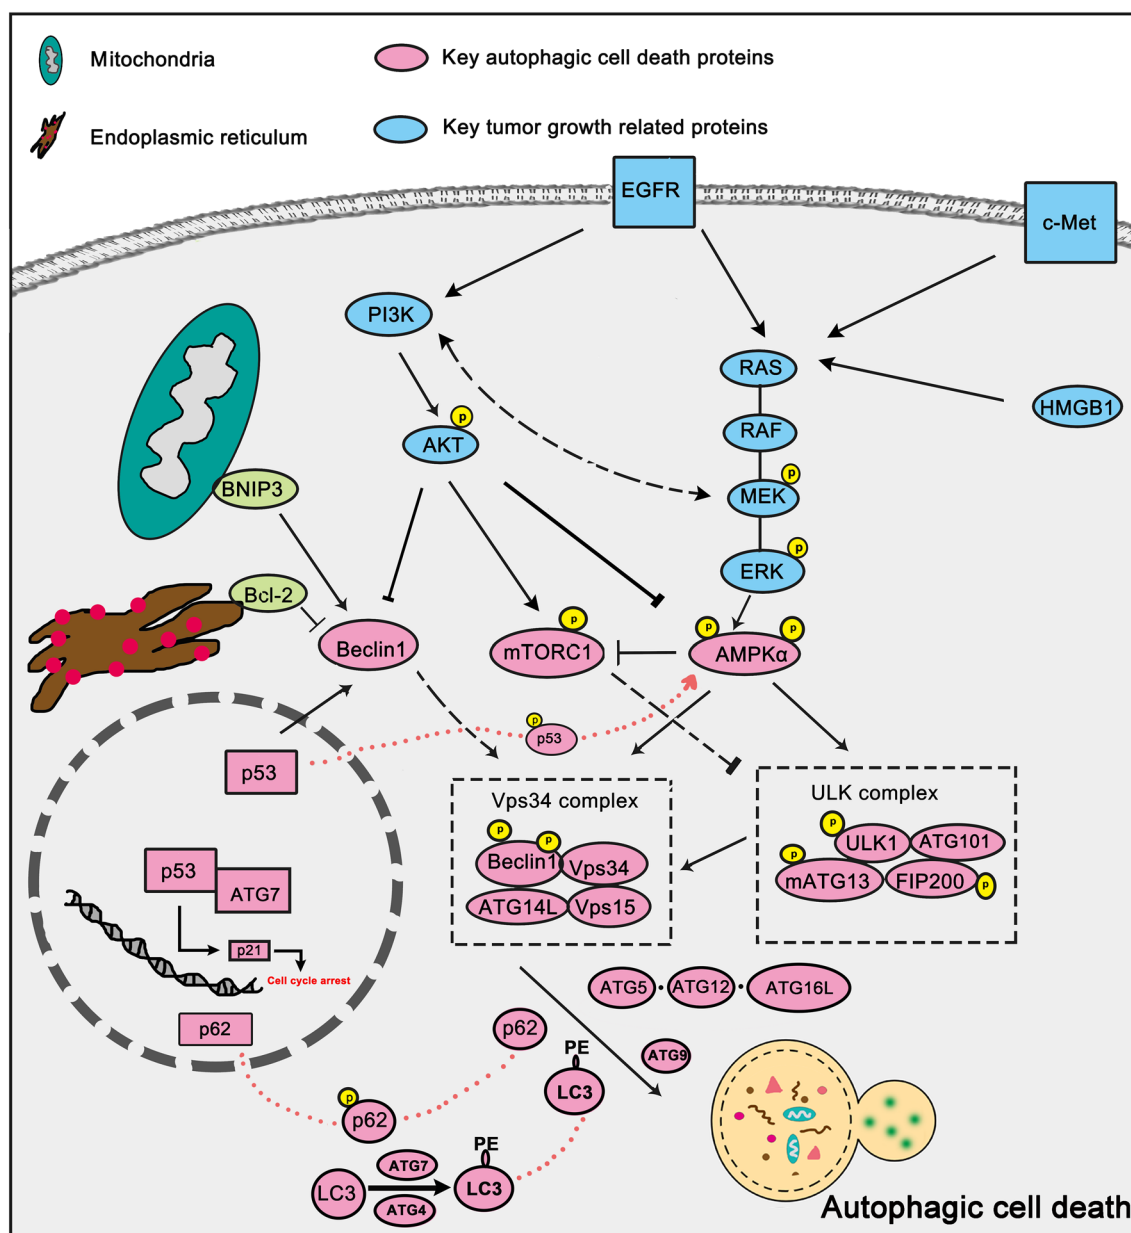 Mitochondria
Key autophagic cell death proteins
Endoplasmic reticulum
Key tumor growth related proteins
EGFR
c-Met
PI3K
RAS
HMGB1
p
AKT
RAF
p
MEK
BNIP3
p
ERK
Bcl-2
p
p
p
Beclin1
mTORC1
AMPKα
p
p53
p53
Vps34 complex
ULK complex
p
p
p
Beclin1
Vps34
ULK1
ATG101
p
mATG13
FIP200
p
p53
ATG7
ATG14L
Vps15
p21
Cell cycle arrest
ATG5
ATG12
ATG16L
p62
p62
PE
LC3
ATG9
p
p62
PE
LC3
ATG7
ATG4
LC3
Autophagic cell death